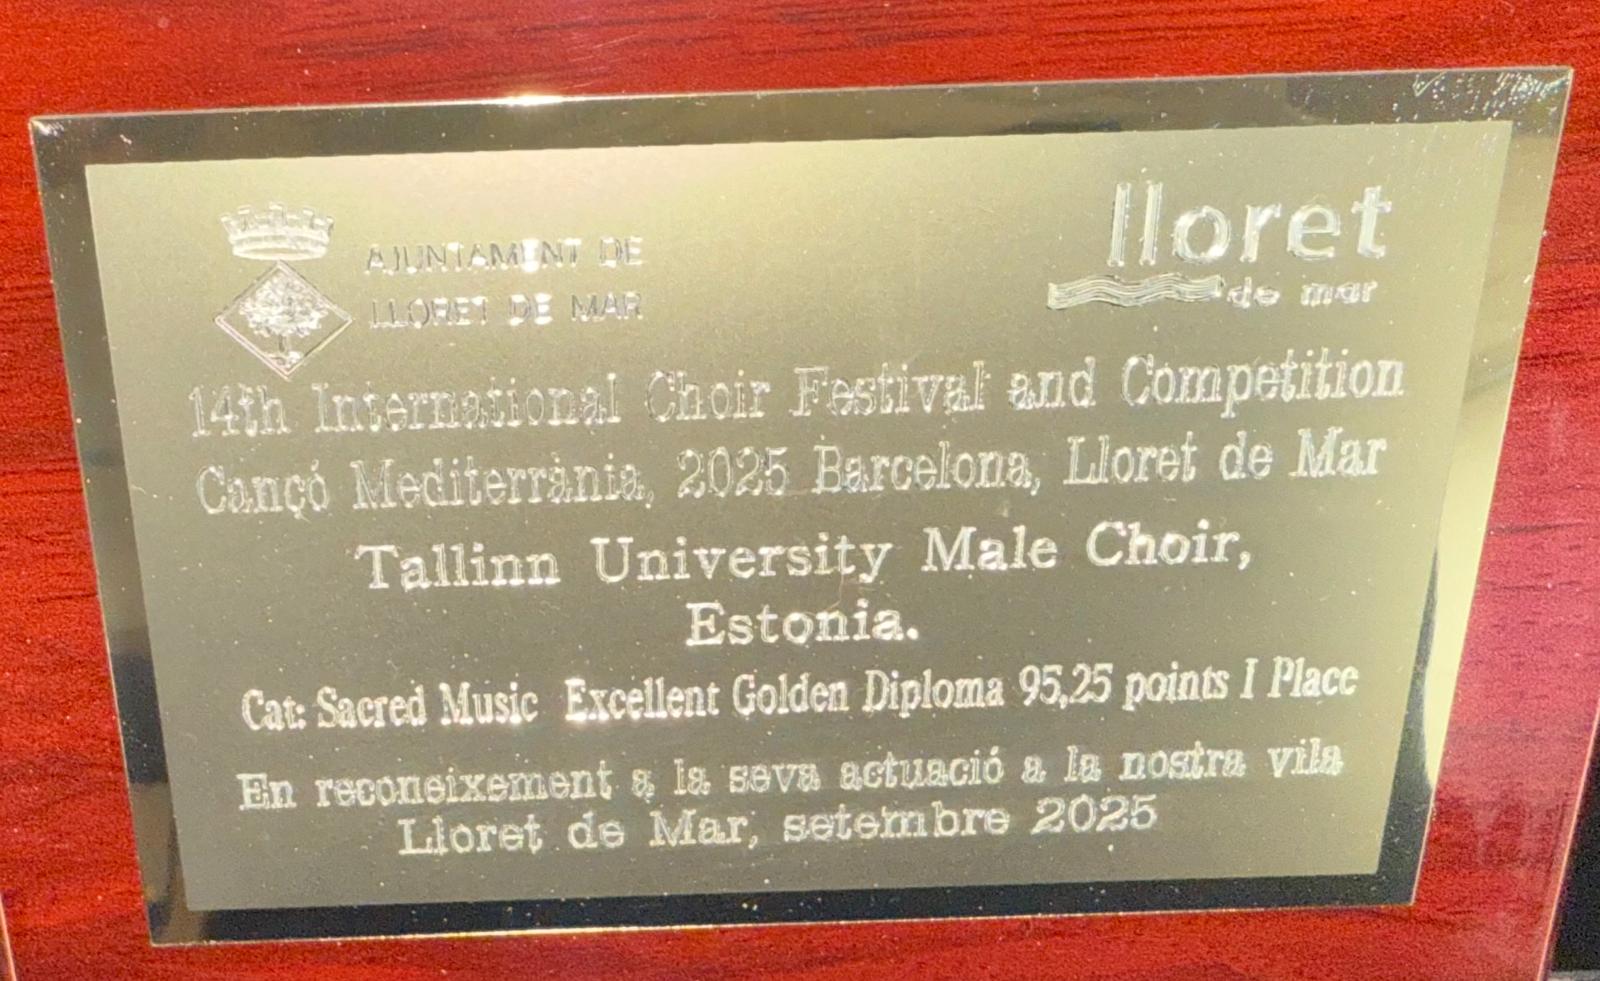 AJUNTAMENT DE
LLORET DE MAR
lloret
de mar
14th International Choir Festival and Competition
Cançó Mediterrània, 2025 Barcelona, Lloret de Mar
Tallinn University Male Choir,
Estonia.
Cat: Sacred Music Excellent Golden Diploma 95,25 points I Place
En reconeixement a la seva actuació a la nostra vila
Lloret de Mar, setembre 2025